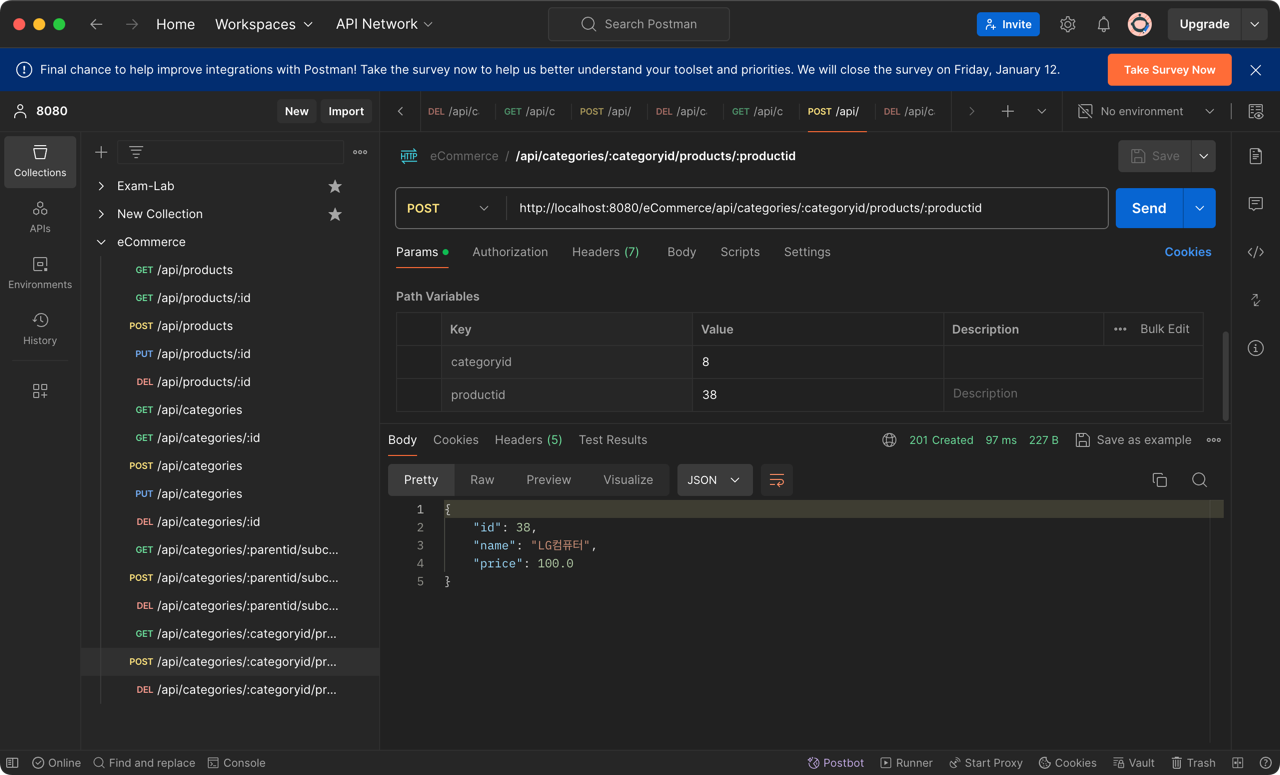 Home Workspaces API Network Search Postman Invite Upgrade
Final chance to help improve integrations with Postman! Take the survey now to help us better understand your toolset and priorities. We will close the survey on Friday, January 12. Take Survey Now
8080 New Import
DEL /api/c GET /api/c POST /api/ DEL /api/c GET /api/c POST /api/ DEL /api/c No environment
Collections
APIs
Environments
History
Exam-Lab
New Collection
eCommerce
GET /api/products
GET /api/products/:id
POST /api/products
PUT /api/products/:id
DEL /api/products/:id
GET /api/categories
GET /api/categories/:id
POST /api/categories
PUT /api/categories
DEL /api/categories/:id
GET /api/categories/:parentid/subc...
POST /api/categories/:parentid/subc...
DEL /api/categories/:parentid/subc...
GET /api/categories/:categoryid/pr...
POST /api/categories/:categoryid/pr...
DEL /api/categories/:categoryid/pr...
HTTP eCommerce / /api/categories/:categoryid/products/:productid Save
POST http://localhost:8080/eCommerce/api/categories/:categoryid/products/:productid Send
Params Authorization Headers (7) Body Scripts Settings Cookies
Path Variables
Key Value Description Bulk Edit
categoryid 8
productid 38 Description
Body Cookies Headers (5) Test Results 201 Created 97 ms 227 B Save as example
Pretty Raw Preview Visualize JSON
1 {
2 "id": 38,
3 "name": "LG컴퓨터",
4 "price": 100.0
5 }
Online Find and replace Console Postbot Runner Start Proxy Cookies Vault Trash